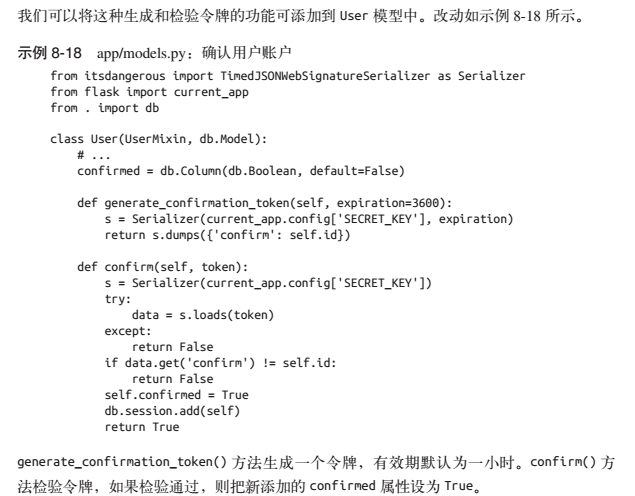 我们可以将这种生成和检验令牌的功能可添加到 User 模型中。改动如示例 8-18 所示。
示例 8-18 app/models.py：确认用户账户
from itsdangerous import TimedJSONWebSignatureSerializer as Serializer
from flask import current_app
from . import db
class User(UserMixin, db.Model):
# ...
confirmed = db.Column(db.Boolean, default=False)
def generate_confirmation_token(self, expiration=3600):
s = Serializer(current_app.config['SECRET_KEY'], expiration)
return s.dumps({'confirm': self.id})
def confirm(self, token):
s = Serializer(current_app.config['SECRET_KEY'])
try:
data = s.loads(token)
except:
return False
if data.get('confirm') != self.id:
return False
self.confirmed = True
db.session.add(self)
return True
generate_confirmation_token() 方法生成一个令牌，有效期默认为一小时。confirm() 方
法检验令牌，如果检验通过，则把新添加的 confirmed 属性设为 True。